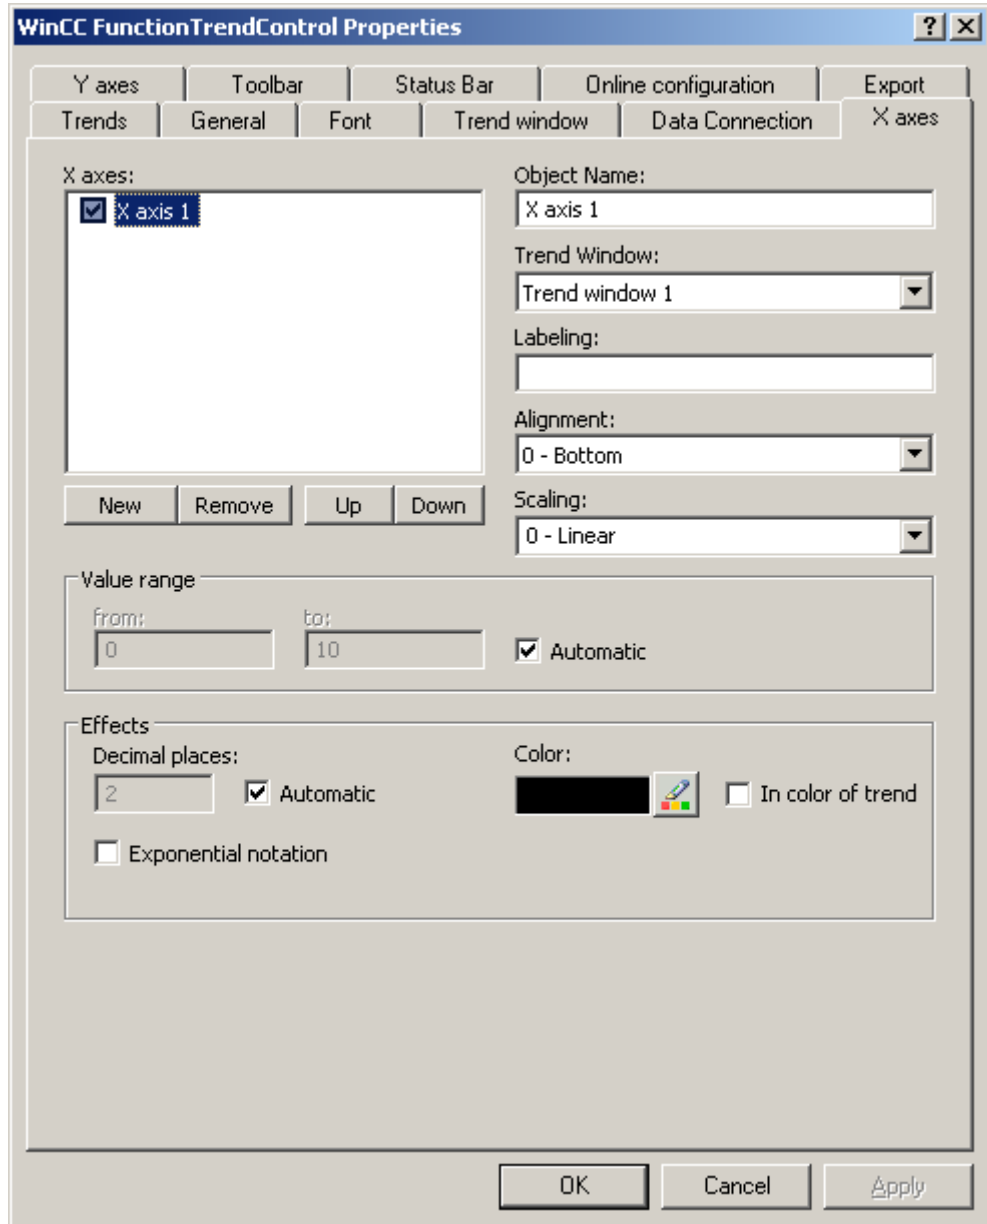 WinCC FunctionTrendControl Properties
Y axes Toolbar Status Bar Online configuration Export
Trends General Font Trend window Data Connection X axes
X axes:
X axis 1
New Remove Up Down
Object Name:
X axis 1
Trend Window:
Trend window 1
Labeling:
Alignment:
0 - Bottom
Scaling:
0 - Linear
Value range
from: to:
0 10 Automatic
Effects
Decimal places: Color:
2 Automatic In color of trend
Exponential notation
OK Cancel Apply